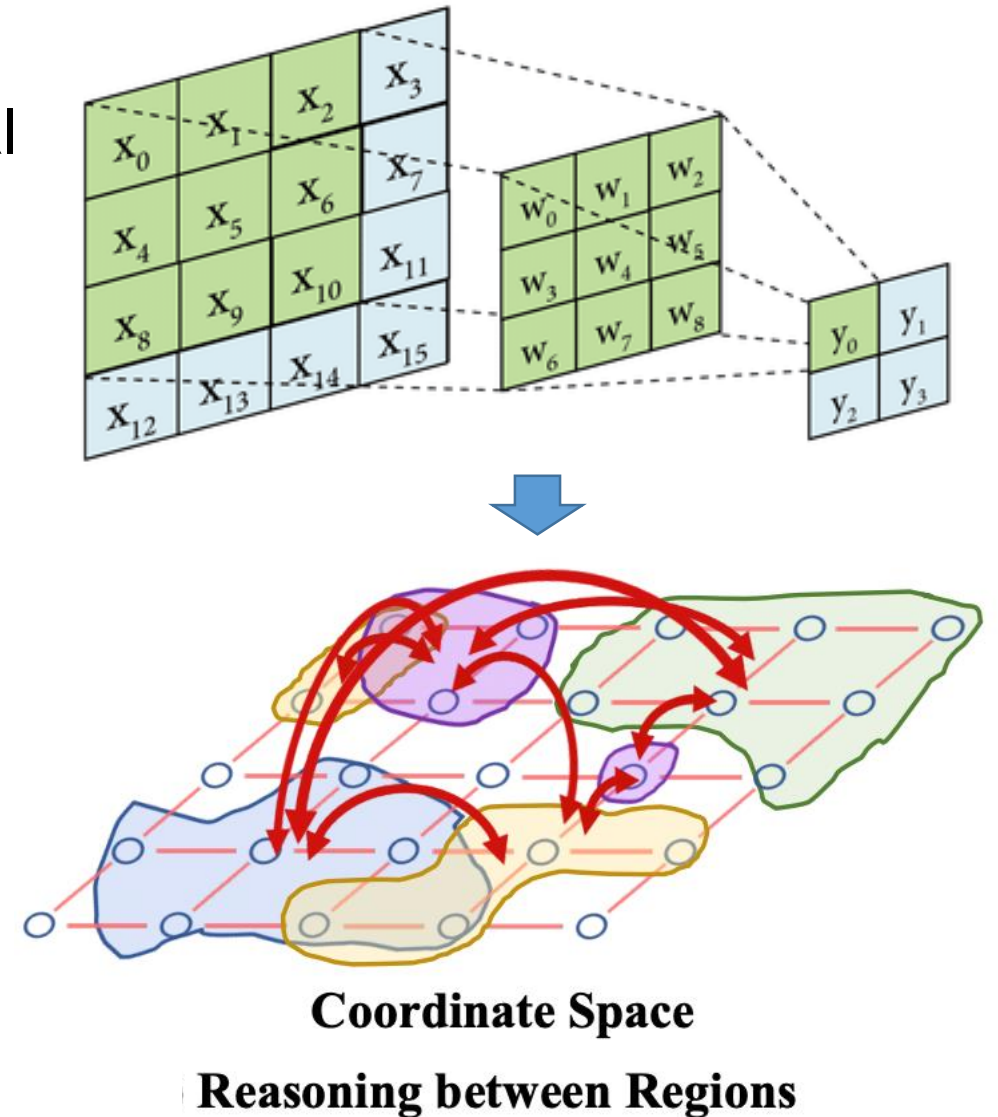 l
x₀ x₁ x₂ x₃
x₄ x₅ x₆ x₇
x₈ x₉ x₁₀ x₁₁
x₁₂ x₁₃ x₁₄ x₁₅
w₀ w₁ w₂
w₃ w₄ w₅
w₆ w₇ w₈
y₀ y₁
y₂ y₃
Coordinate Space
Reasoning between Regions